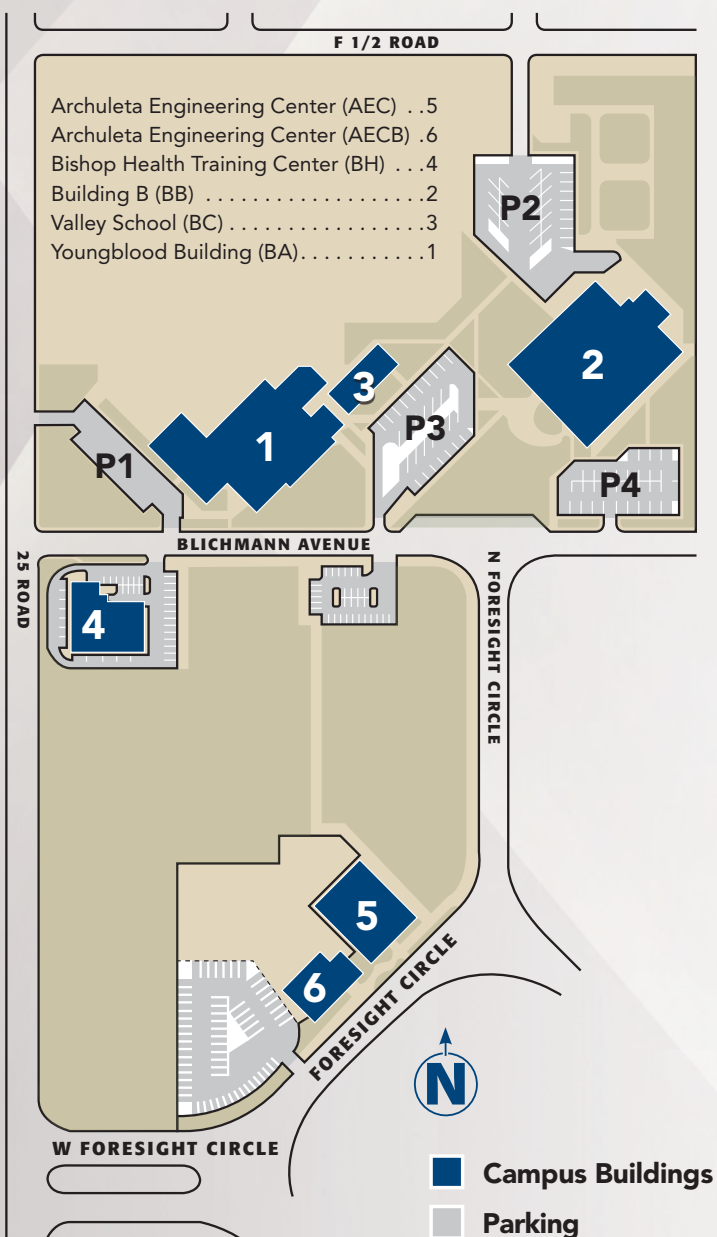 F 1/2 ROAD
Archuleta Engineering Center (AEC) . .5
Archuleta Engineering Center (AECB) .6
Bishop Health Training Center (BH) . . .4
Building B (BB) . . . . . . . . . . . . . . . . . . . .2
Valley School (BC) . . . . . . . . . . . . . . . . .3
Youngblood Building (BA). . . . . . . . . . .1
P2
2
3
1
P3
P1
P4
BLICHMANN AVENUE
25 ROAD
4
N FORESIGHT CIRCLE
5
6
FORESIGHT CIRCLE
N
W FORESIGHT CIRCLE
Campus Buildings
Parking